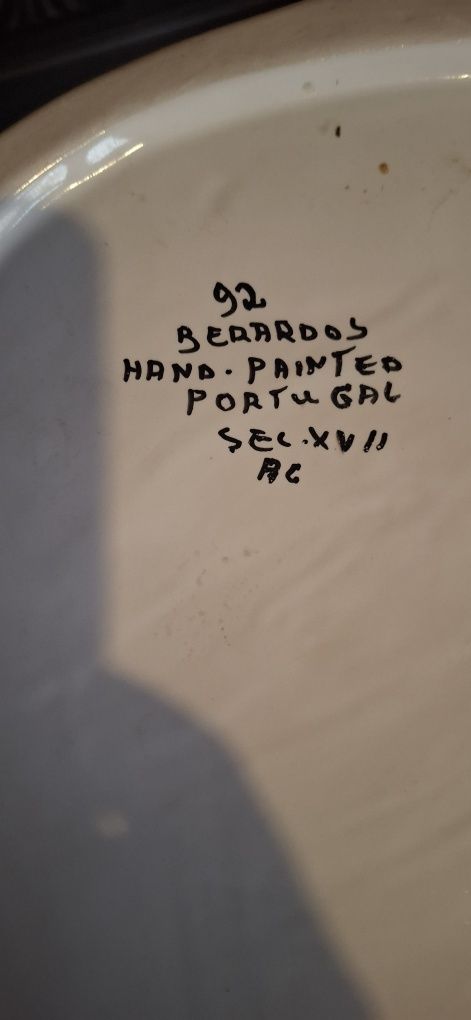 92
BERARDOS
HAND. PAINTED
PORTUGAL
SEC.XVII
AC